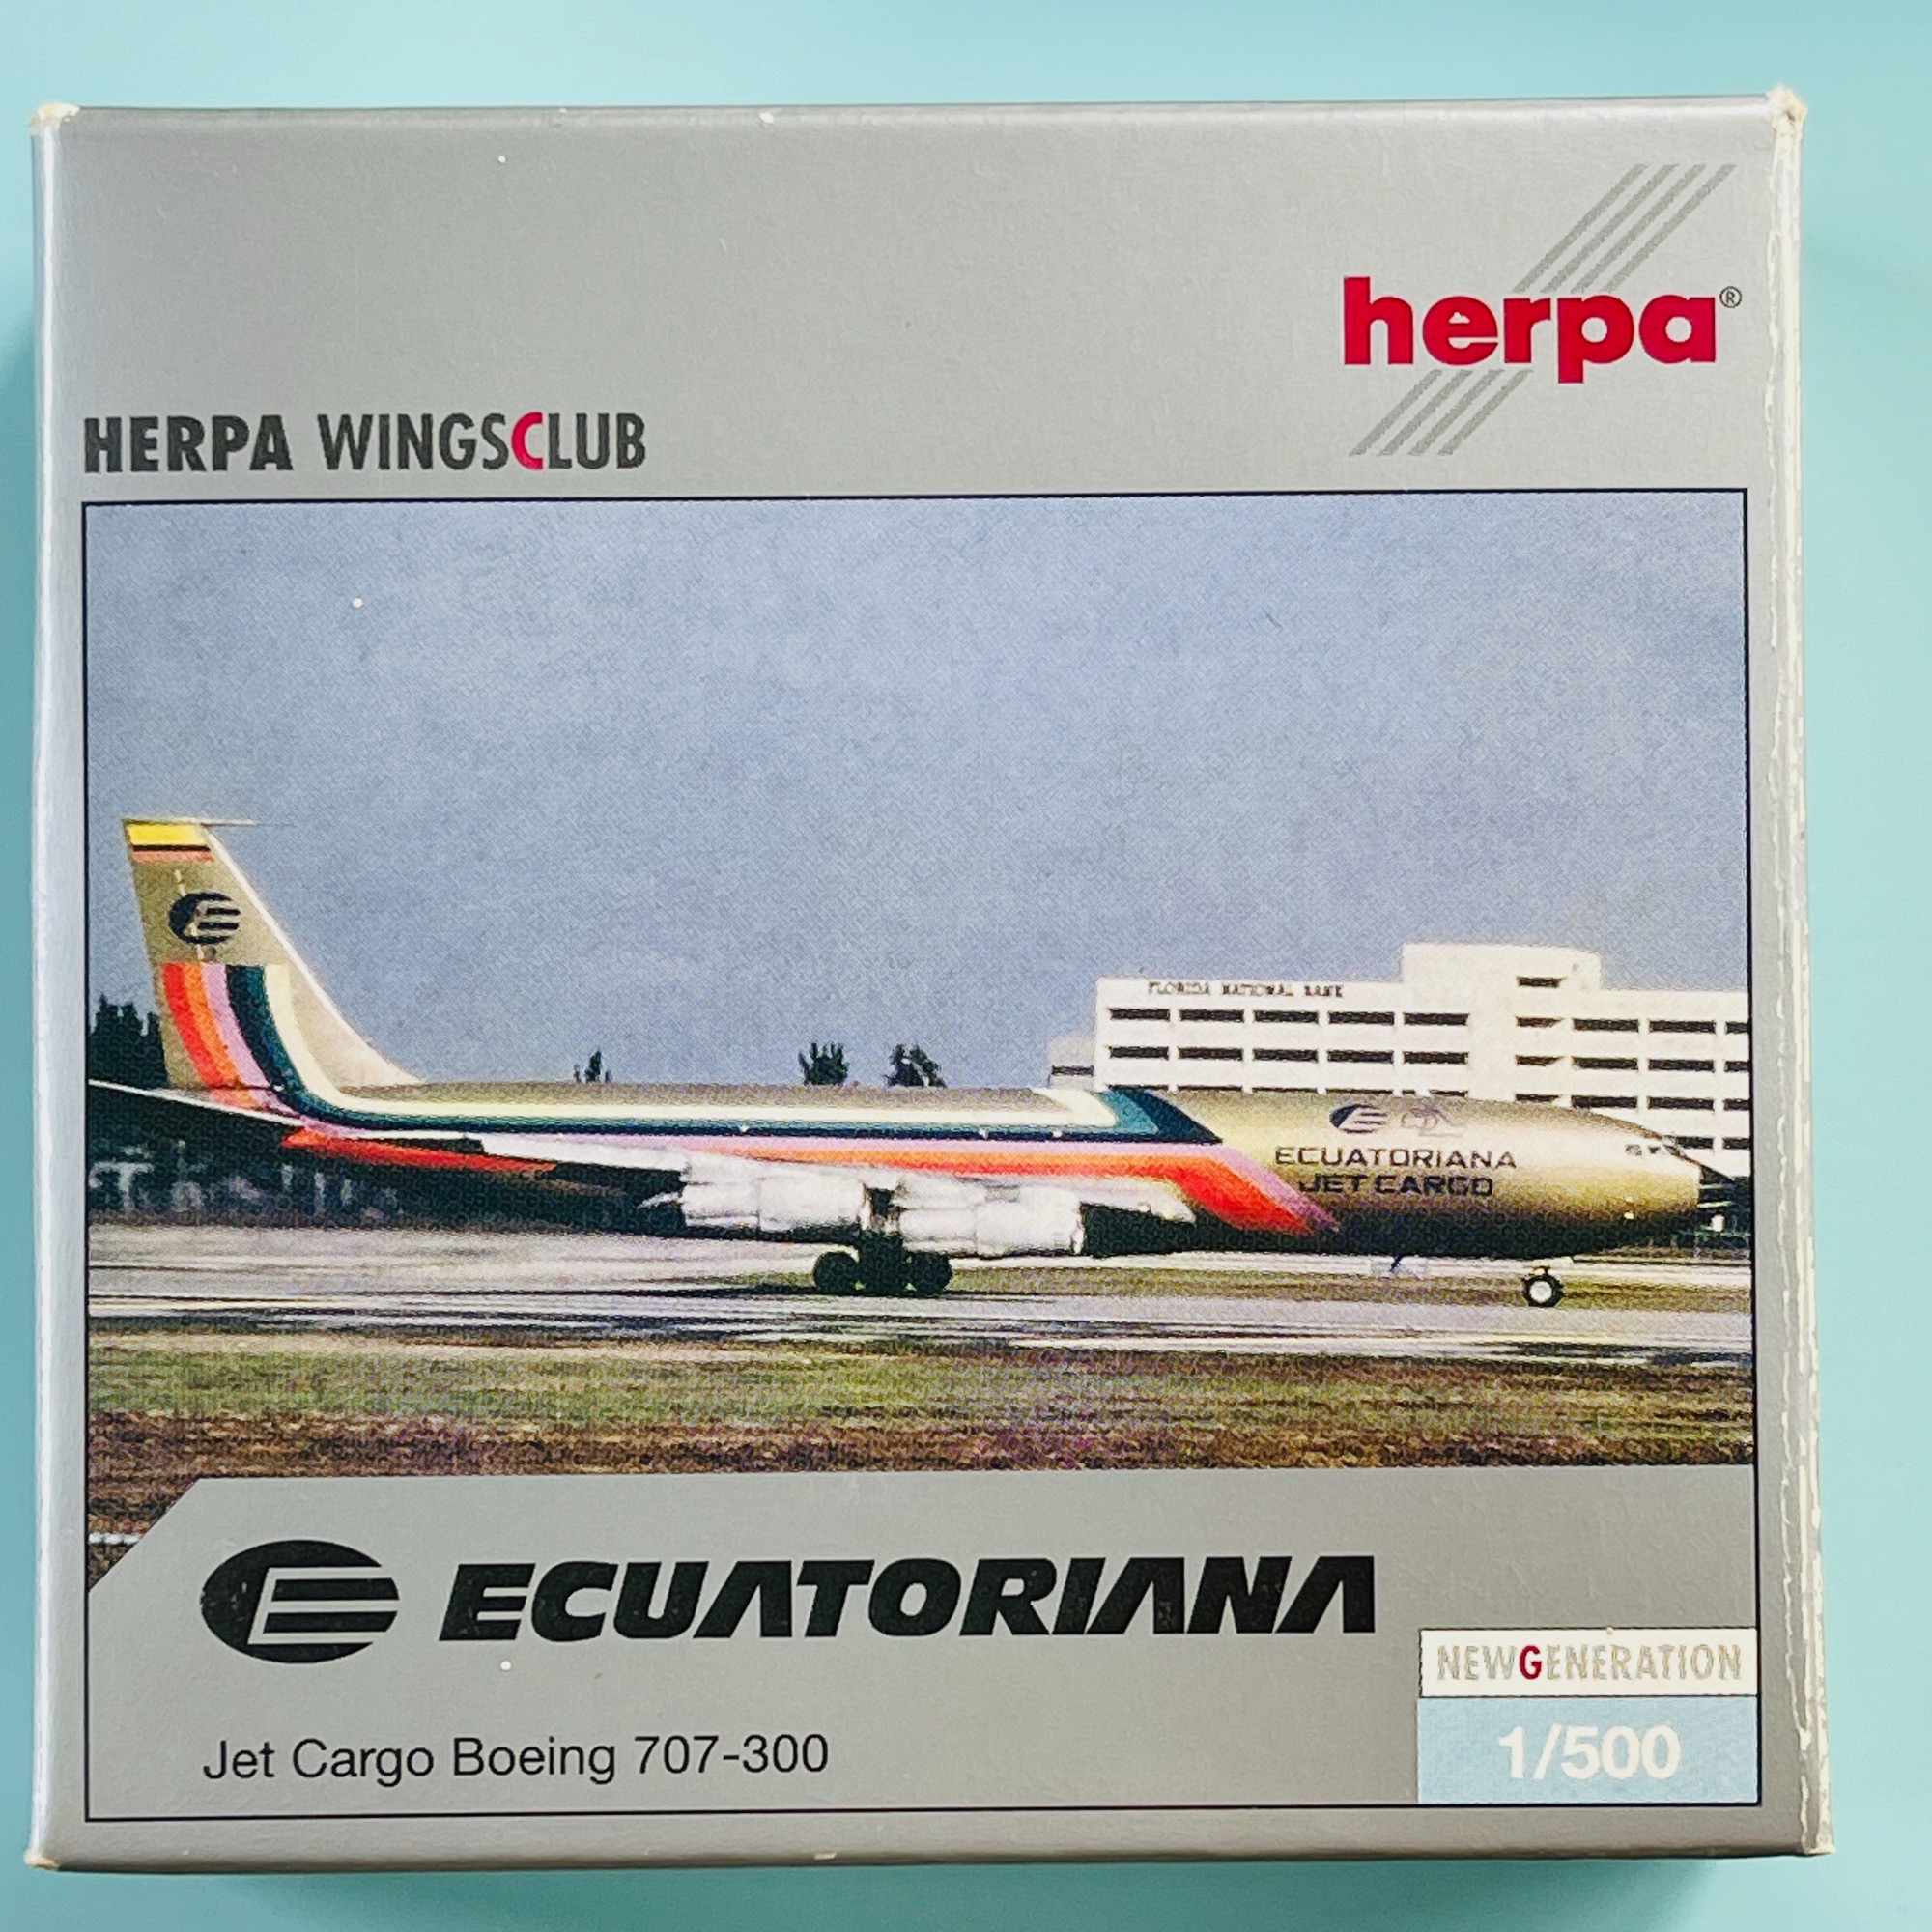 herpa®
HERPA WINGSCLUB
FLORIDA NATIONAL BANK
ECUATORIANA
JET CARGO
ECUATORIANA
NEWGENERATION
Jet Cargo Boeing 707-300
1/500